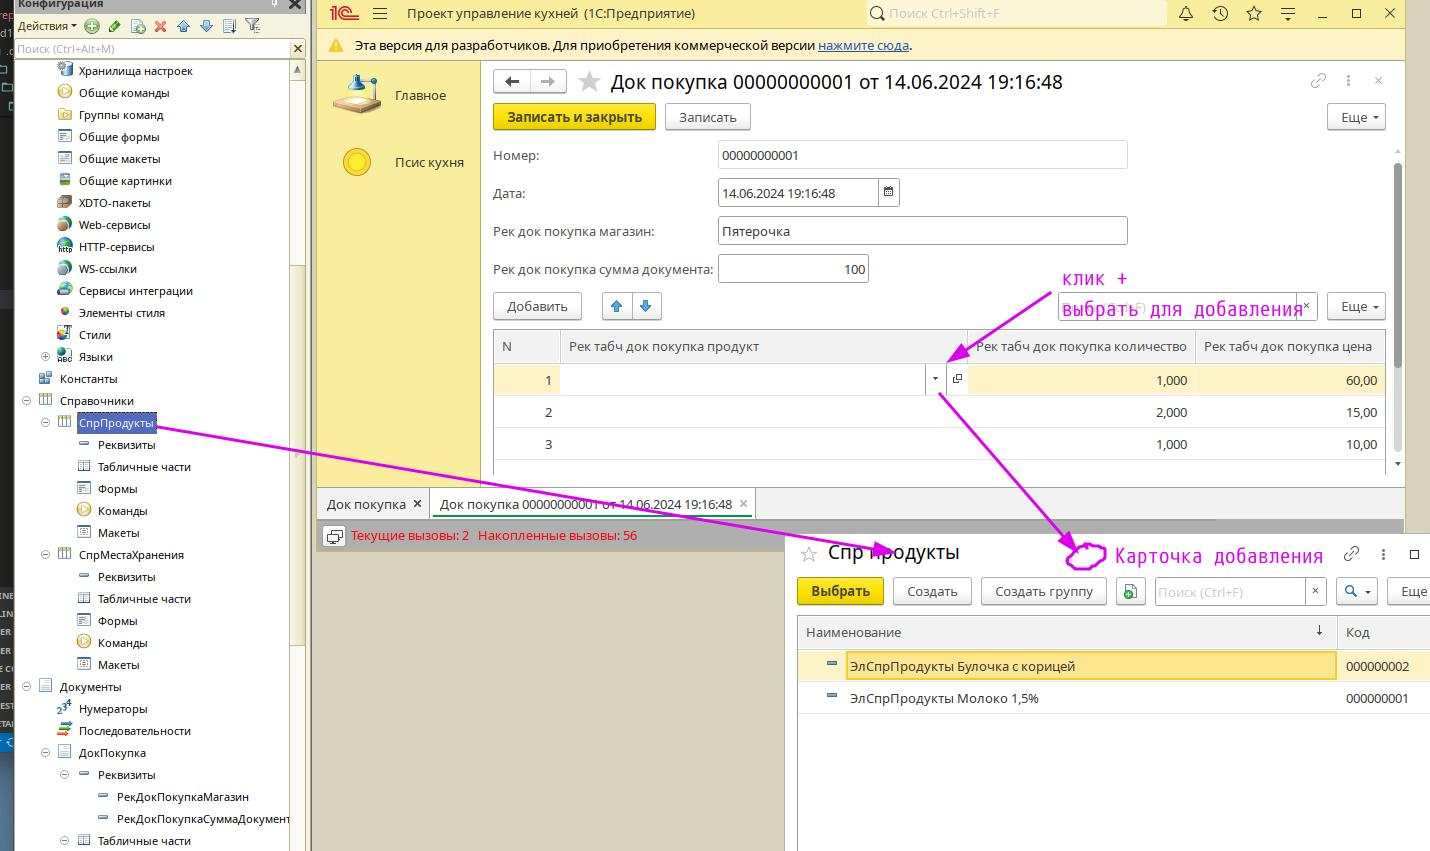 Конфигурация
Действия
Поиск (Ctrl+Alt+M)
Хранилища настроек
Общие команды
Группы команд
Общие формы
Общие макеты
Общие картинки
XDTO-пакеты
Web-сервисы
HTTP-сервисы
WS-ссылки
Сервисы интеграции
Элементы стиля
Стили
Языки
Константы
Справочники
СпрПродукты
Реквизиты
Табличные части
Формы
Команды
Макеты
СпрМестаХранения
Реквизиты
Табличные части
Формы
Команды
Макеты
Документы
Нумераторы
Последовательности
ДокПокупка
Реквизиты
РекДокПокупкаМагазин
РекДокПокупкаСуммаДокумент
Табличные части
Проект управление кухней (1С:Предприятие)
Поиск Ctrl+Shift+F
Эта версия для разработчиков. Для приобретения коммерческой версии нажмите сюда.
Главное
Псис кухня
Док покупка 00000000001 от 14.06.2024 19:16:48
Записать и закрыть
Записать
Еще
Номер: 00000000001
Дата: 14.06.2024 19:16:48
Рек док покупка магазин: Пятерочка
Рек док покупка сумма документа: 100
клик +
выбрать для добавления
Добавить
Еще
N Рек табч док покупка продукт Рек табч док покупка количество Рек табч док покупка цена
1 1,000 60,00
2 2,000 15,00
3 1,000 10,00
Док покупка
Док покупка 00000000001 от 14.06.2024 19:16:48
Текущие вызовы: 2 Накопленные вызовы: 56
Спр продукты
Карточка добавления
Выбрать
Создать
Создать группу
Поиск (Ctrl+F)
Еще
Наименование Код
ЭлСпрПродукты Булочка с корицей 000000002
ЭлСпрПродукты Молоко 1,5% 000000001